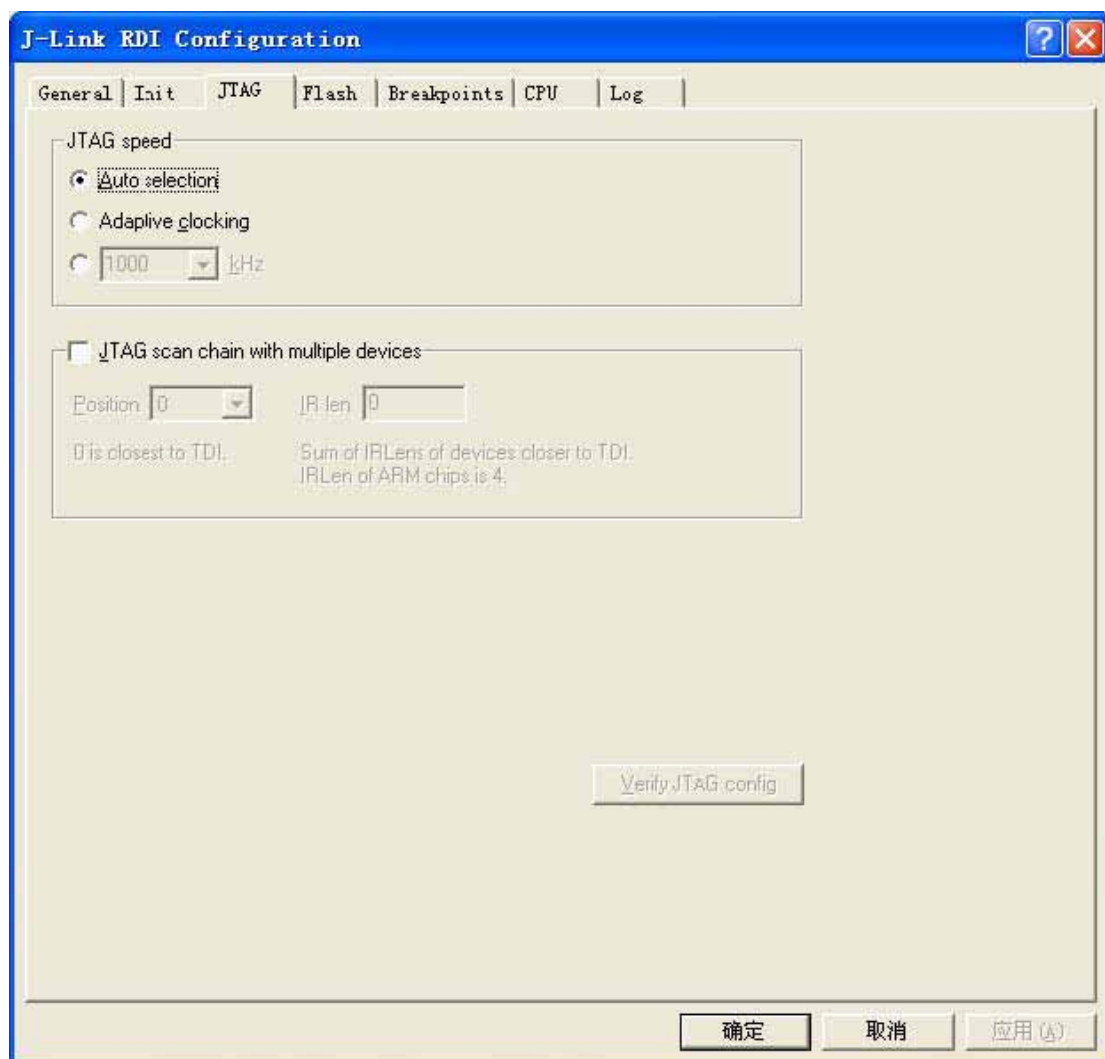 J-Link RDI Configuration
General Init JTAG Flash Breakpoints CPU Log
JTAG speed
Auto selection
Adaptive clocking
1000 kHz
JTAG scan chain with multiple devices
Position 0 IR len 0
0 is closest to TDI. Sum of IRLens of devices closer to TDI.
IRLen of ARM chips is 4.
Verify JTAG config
确定 取消 应用(A)